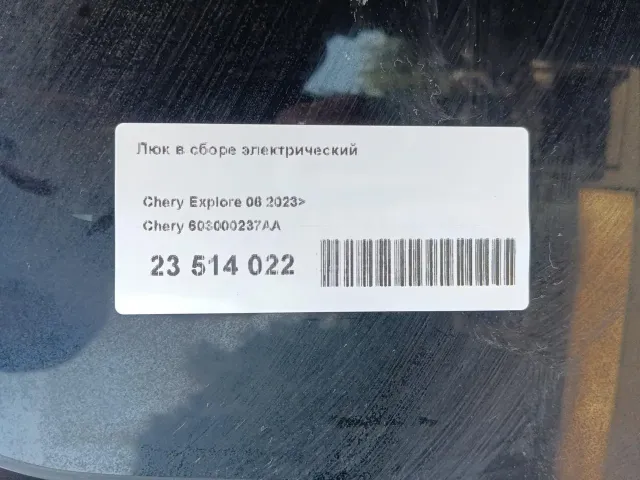 Люк в сборе электрический
Chery Explore 06 2023>
Chery 603000237AA
23 514 022